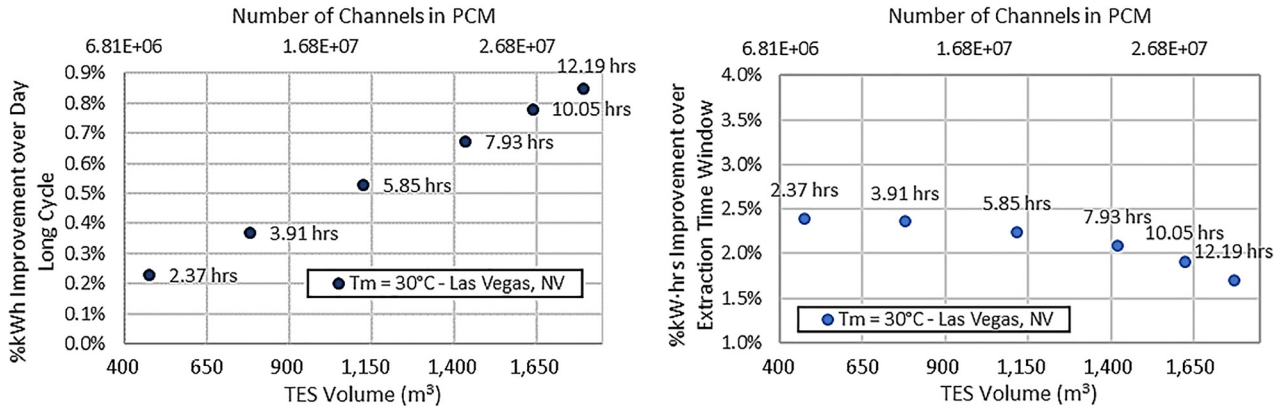 Number of Channels in PCM
6.81E+06 1.68E+07 2.68E+07
%kWh Improvement over Day
Long Cycle
0.9%
0.8%
0.7%
0.6%
0.5%
0.4%
0.3%
0.2%
0.1%
0.0%
12.19 hrs
10.05 hrs
7.93 hrs
5.85 hrs
3.91 hrs
2.37 hrs
Tm = 30°C - Las Vegas, NV
400 650 900 1,150 1,400 1,650
TES Volume (m³)
Number of Channels in PCM
6.81E+06 1.68E+07 2.68E+07
%kW·hrs Improvement over
Extraction Time Window
4.0%
3.5%
3.0%
2.5%
2.0%
1.5%
1.0%
2.37 hrs
3.91 hrs
5.85 hrs
7.93 hrs
10.05 hrs
12.19 hrs
Tm = 30°C - Las Vegas, NV
400 650 900 1,150 1,400 1,650
TES Volume (m³)